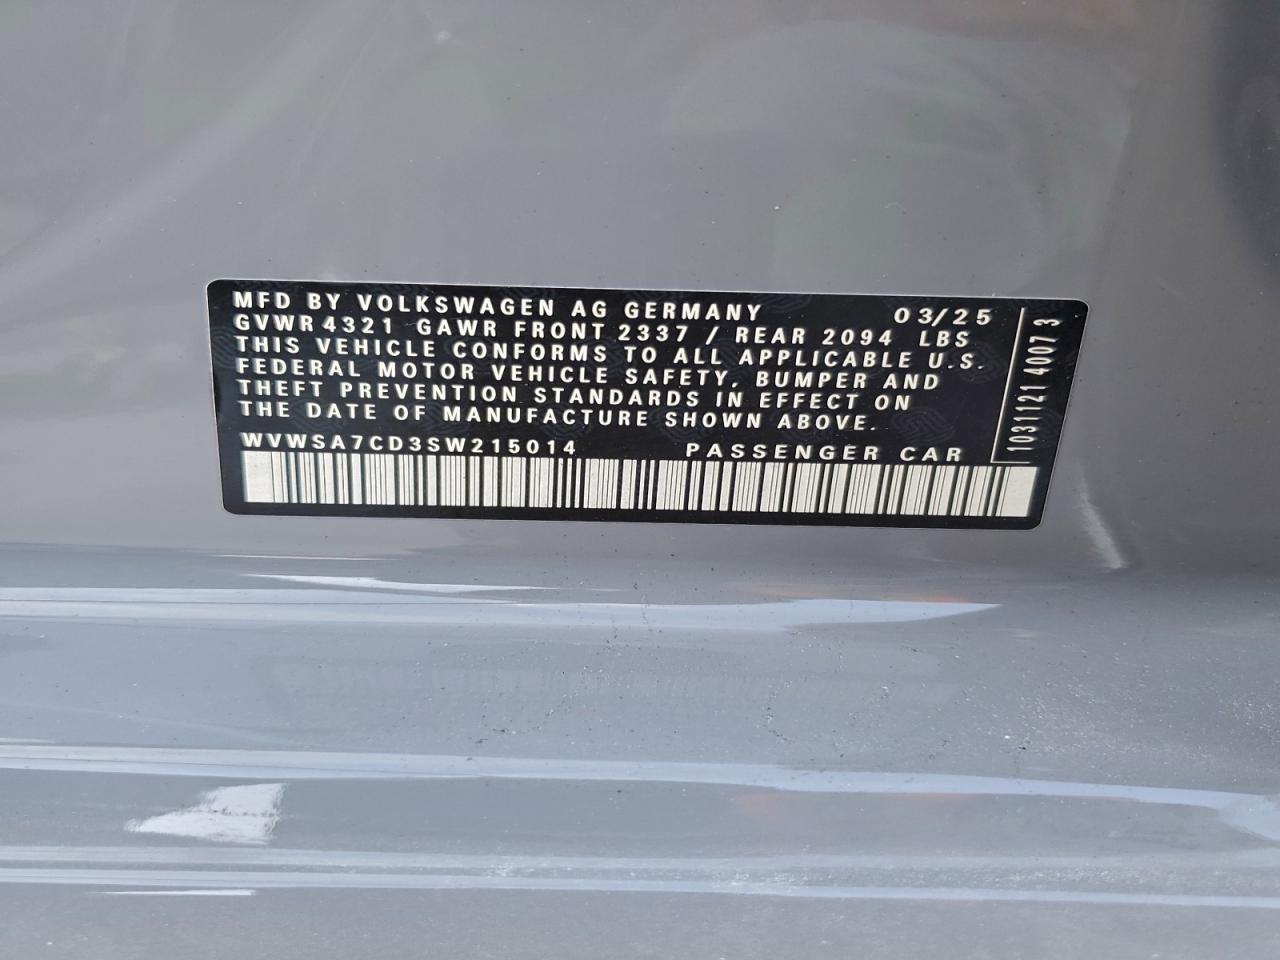 MFD BY VOLKSWAGEN AG GERMANY 03/25
GVWR 4321 GAWR FRONT 2337 / REAR 2094 LBS
THIS VEHICLE CONFORMS TO ALL APPLICABLE U.S.
FEDERAL MOTOR VEHICLE SAFETY, BUMPER AND
THEFT PREVENTION STANDARDS IN EFFECT ON
THE DATE OF MANUFACTURE SHOWN ABOVE.
WVWSA7CD3SW215014 PASSENGER CAR
1031121 4007 3